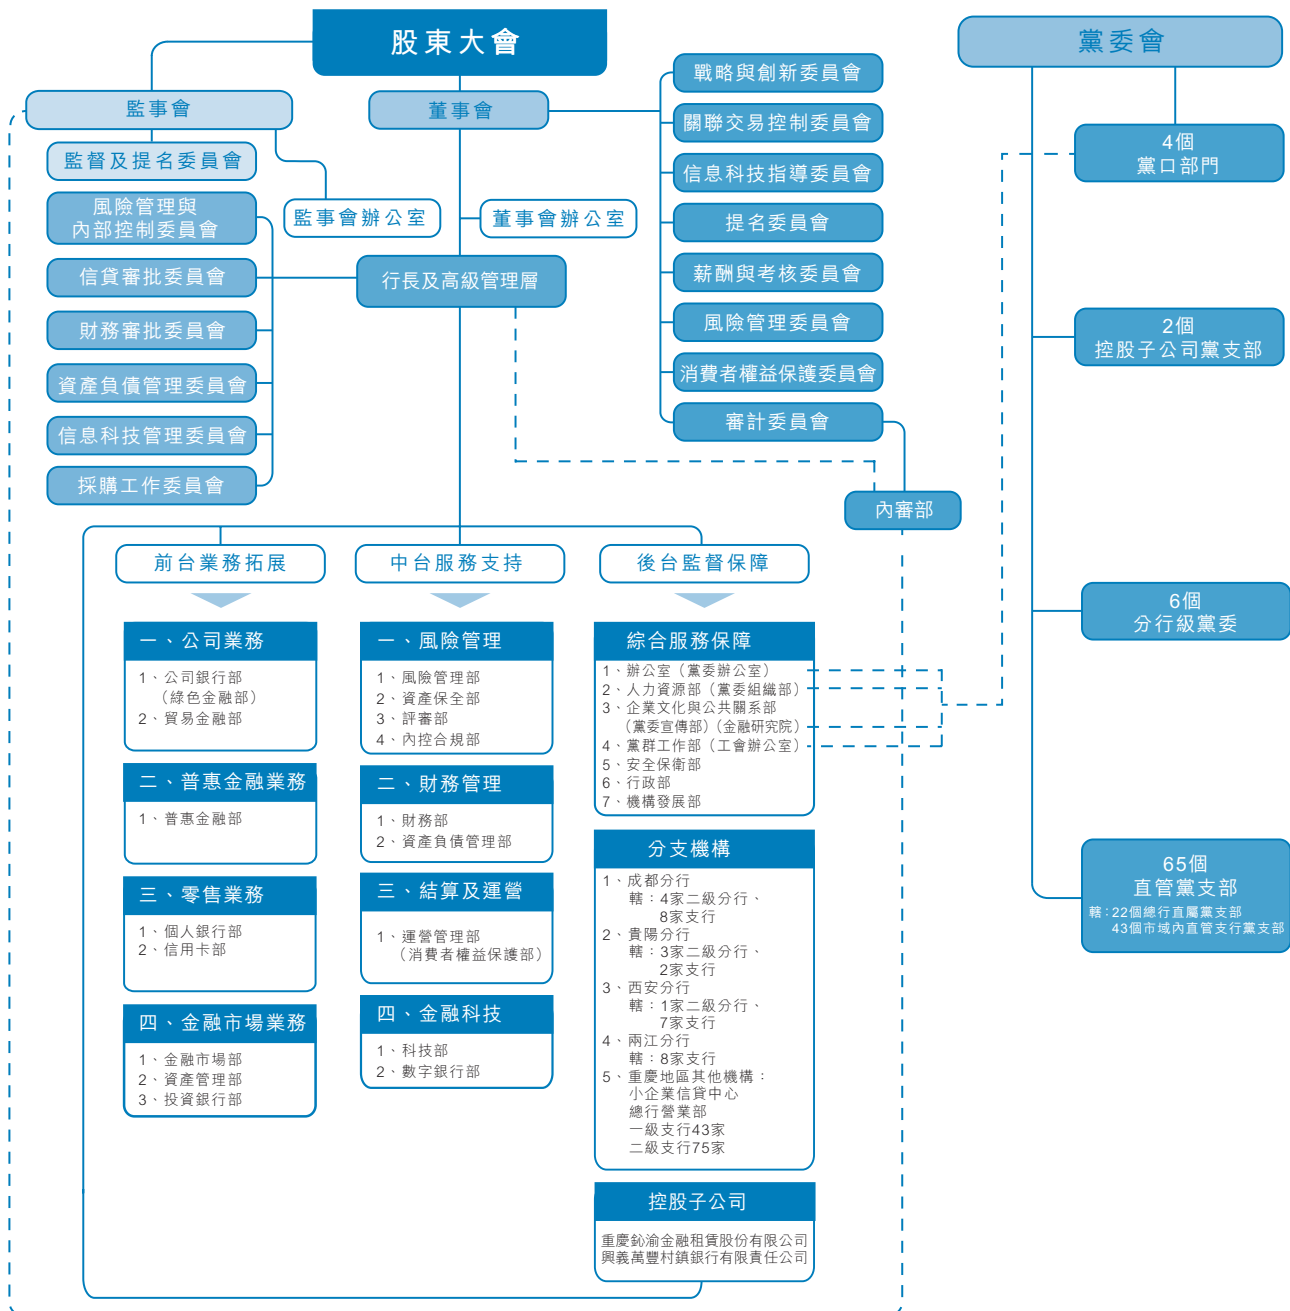 股東大會
黨委會
監事會
董事會
戰略與創新委員會
關聯交易控制委員會
信息科技指導委員會
提名委員會
薪酬與考核委員會
風險管理委員會
消費者權益保護委員會
審計委員會
監督及提名委員會
風險管理與
內部控制委員會
信貸審批委員會
財務審批委員會
資產負債管理委員會
信息科技管理委員會
採購工作委員會
監事會辦公室
董事會辦公室
行長及高級管理層
內審部
4個
黨口部門
2個
控股子公司黨支部
6個
分行級黨委
65個
直管黨支部
轄：22個總行直屬黨支部
43個市域內直管支行黨支部
前台業務拓展
一、公司業務
1、公司銀行部
（綠色金融部）
2、貿易金融部
二、普惠金融業務
1、普惠金融部
三、零售業務
1、個人銀行部
2、信用卡部
四、金融市場業務
1、金融市場部
2、資產管理部
3、投資銀行部
中台服務支持
一、風險管理
1、風險管理部
2、資產保全部
3、評審部
4、內控合規部
二、財務管理
1、財務部
2、資產負債管理部
三、結算及運營
1、運營管理部
（消費者權益保護部）
四、金融科技
1、科技部
2、數字銀行部
後台監督保障
綜合服務保障
1、辦公室（黨委辦公室）
2、人力資源部（黨委組織部）
3、企業文化與公共關系部
（黨委宣傳部）（金融研究院）
4、黨群工作部（工會辦公室）
5、安全保衛部
6、行政部
7、機構發展部
分支機構
1、成都分行
轄：4家二級分行、
8家支行
2、貴陽分行
轄：3家二級分行、
2家支行
3、西安分行
轄：1家二級分行、
7家支行
4、兩江分行
轄：8家支行
5、重慶地區其他機構：
小企業信貸中心
總行營業部
一級支行43家
二級支行75家
控股子公司
重慶鈊渝金融租賃股份有限公司
興義萬豐村鎮銀行有限責任公司